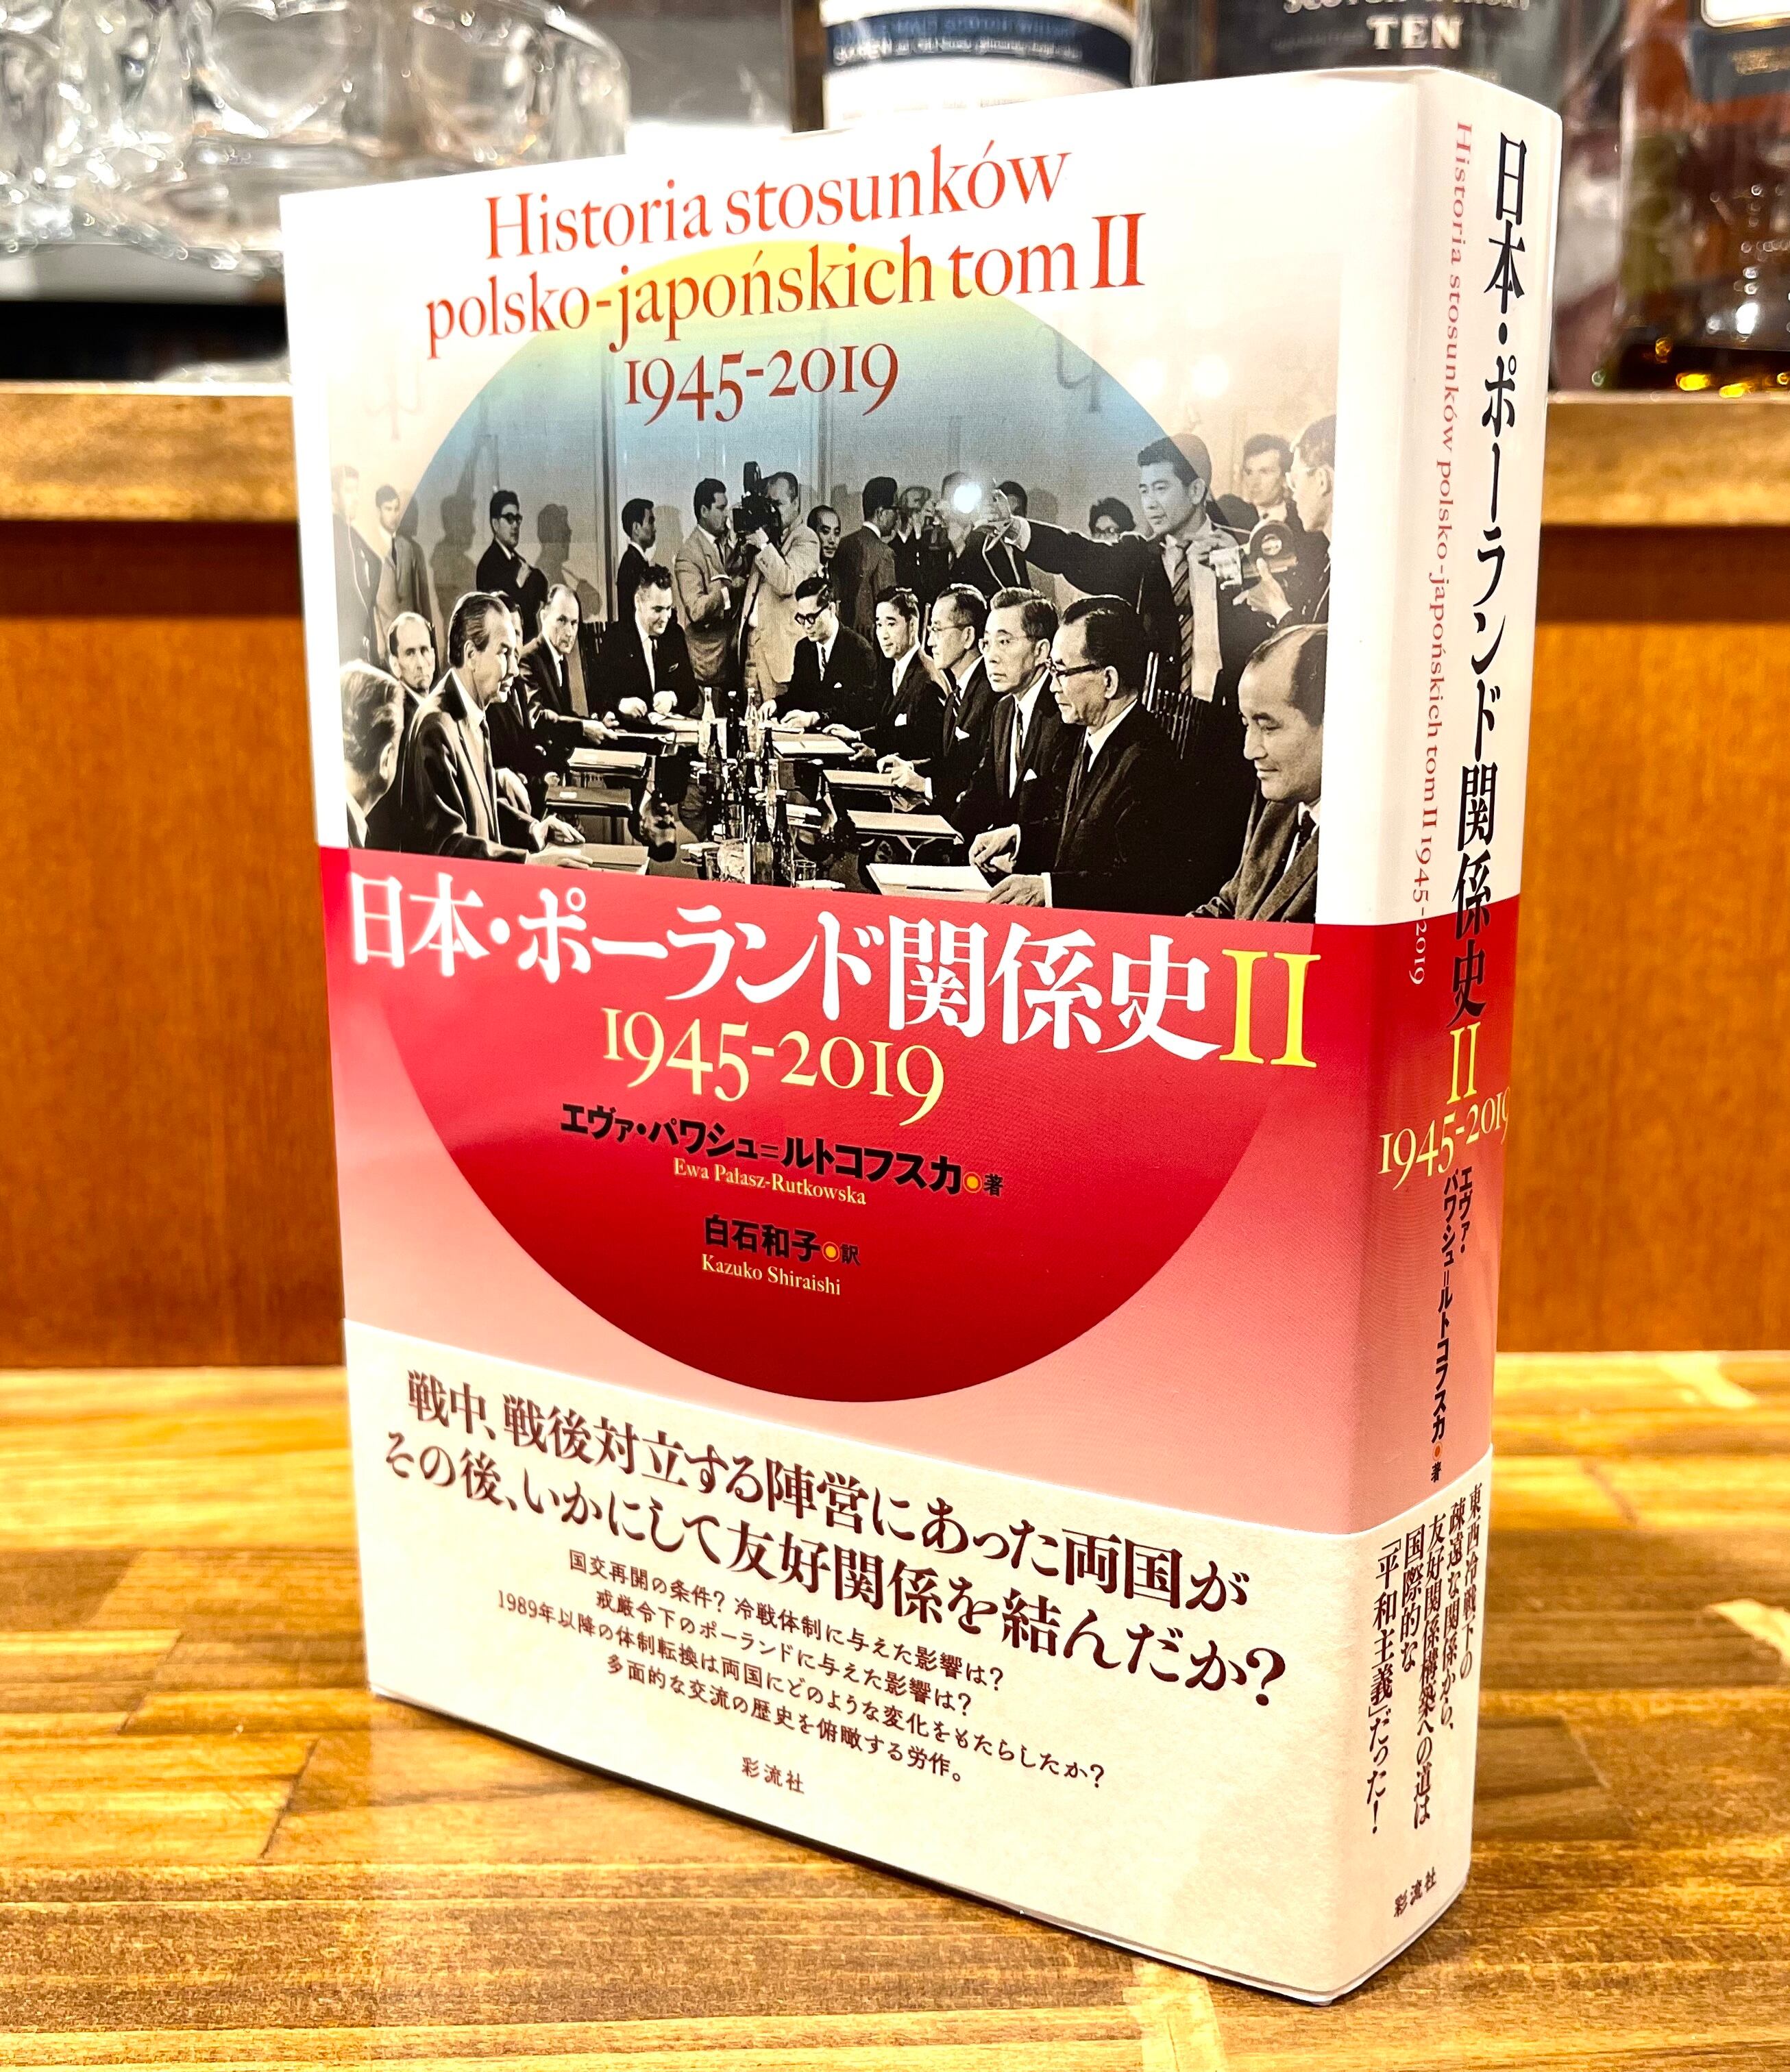 TEN
Historia stosunków
polsko-japońskich tom II
1945-2019
日本・ポーランド関係史II
1945-2019
エヴァ・パワシュ=ルトコフスカ◉著
Ewa Pałasz-Rutkowska
白石和子◉訳
Kazuko Shiraishi
戦中、戦後対立する陣営にあった両国が
その後、いかにして友好関係を結んだか?
国交再開の条件? 冷戦体制に与えた影響は?
戒厳令下のポーランドに与えた影響は?
1989年以降の体制転換は両国にどのような変化をもたらしたか?
多面的な交流の歴史を俯瞰する労作。
彩流社
日本・ポーランド関係史
II
1945-2019
Historia stosunków polsko-japońskich tom II 1945-2019
エヴァ・
パワシュ=ルトコフスカ◉著
東西冷戦下の
疎遠な関係から、
友好関係構築への道は
国際的な
「平和主義」だった!
彩流社